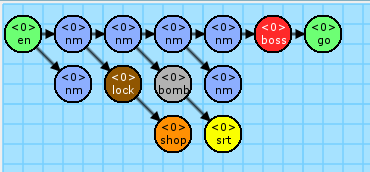 <0> <0> <0> <0> <0> <0> <0>
en nm nm nm nm boss go
<0> <0> <0> <0>
nm lock bomb nm
<0> <0>
shop srt